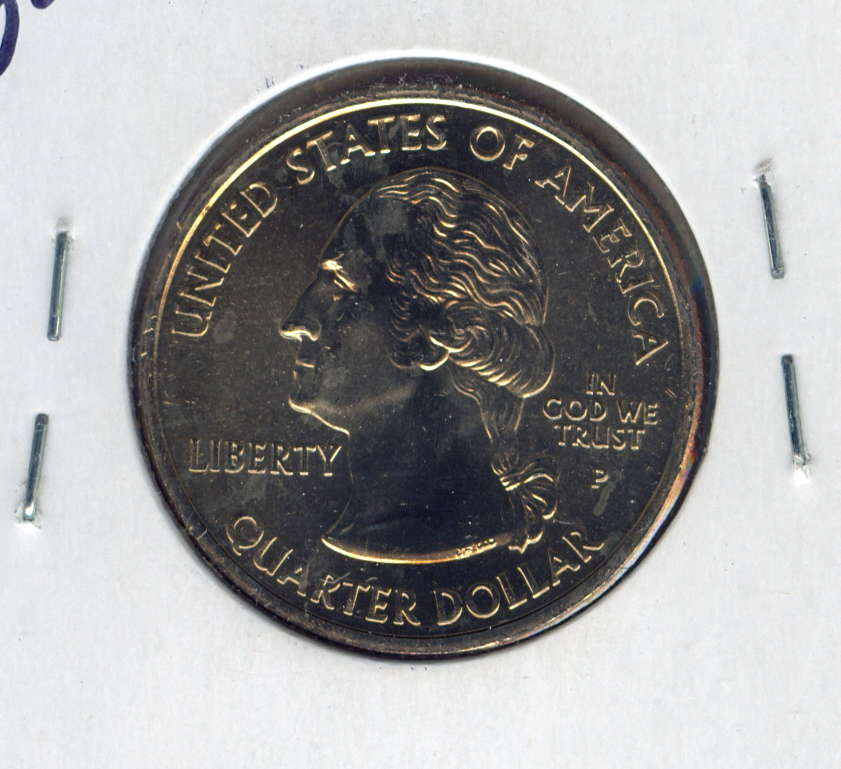 UNITED STATES OF AMERICA
LIBERTY
IN
GOD WE
TRUST
P
QUARTER DOLLAR